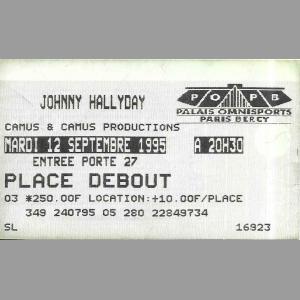 JOHNNY HALLYDAY
POPB
PALAIS OMNISPORTS
PARIS BERCY
CAMUS & CAMUS PRODUCTIONS
MARDI 12 SEPTEMBRE 1995 A 20H30
ENTREE PORTE 27
PLACE DEBOUT
03 *250.00F LOCATION:+10.00F/PLACE
349 240795 05 280 22849734
SL 16923